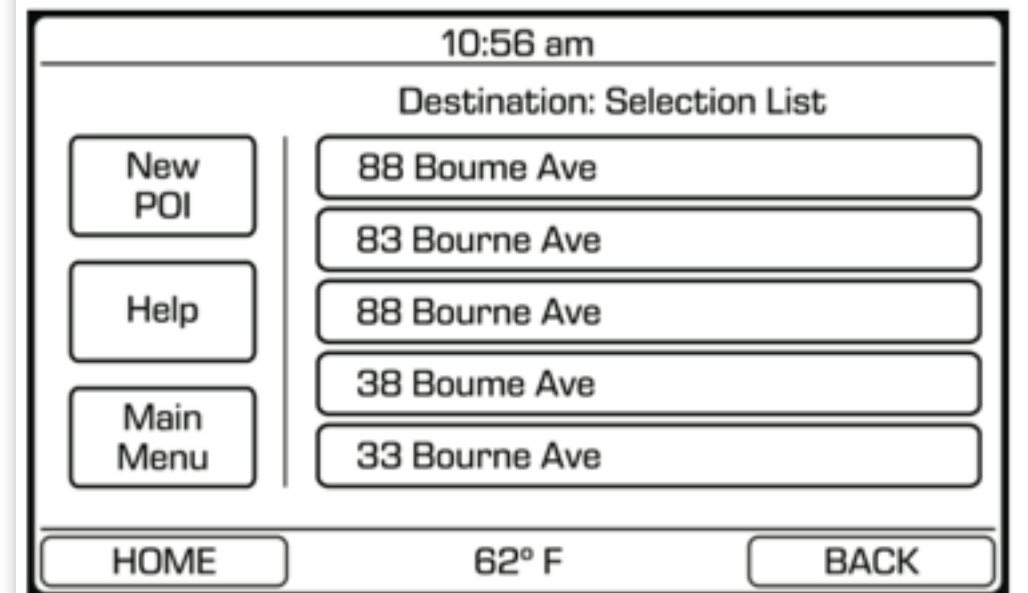 10:56 am
Destination: Selection List
New
POI
Help
Main
Menu
88 Boume Ave
83 Bourne Ave
88 Bourne Ave
38 Boume Ave
33 Bourne Ave
HOME
62º F
BACK